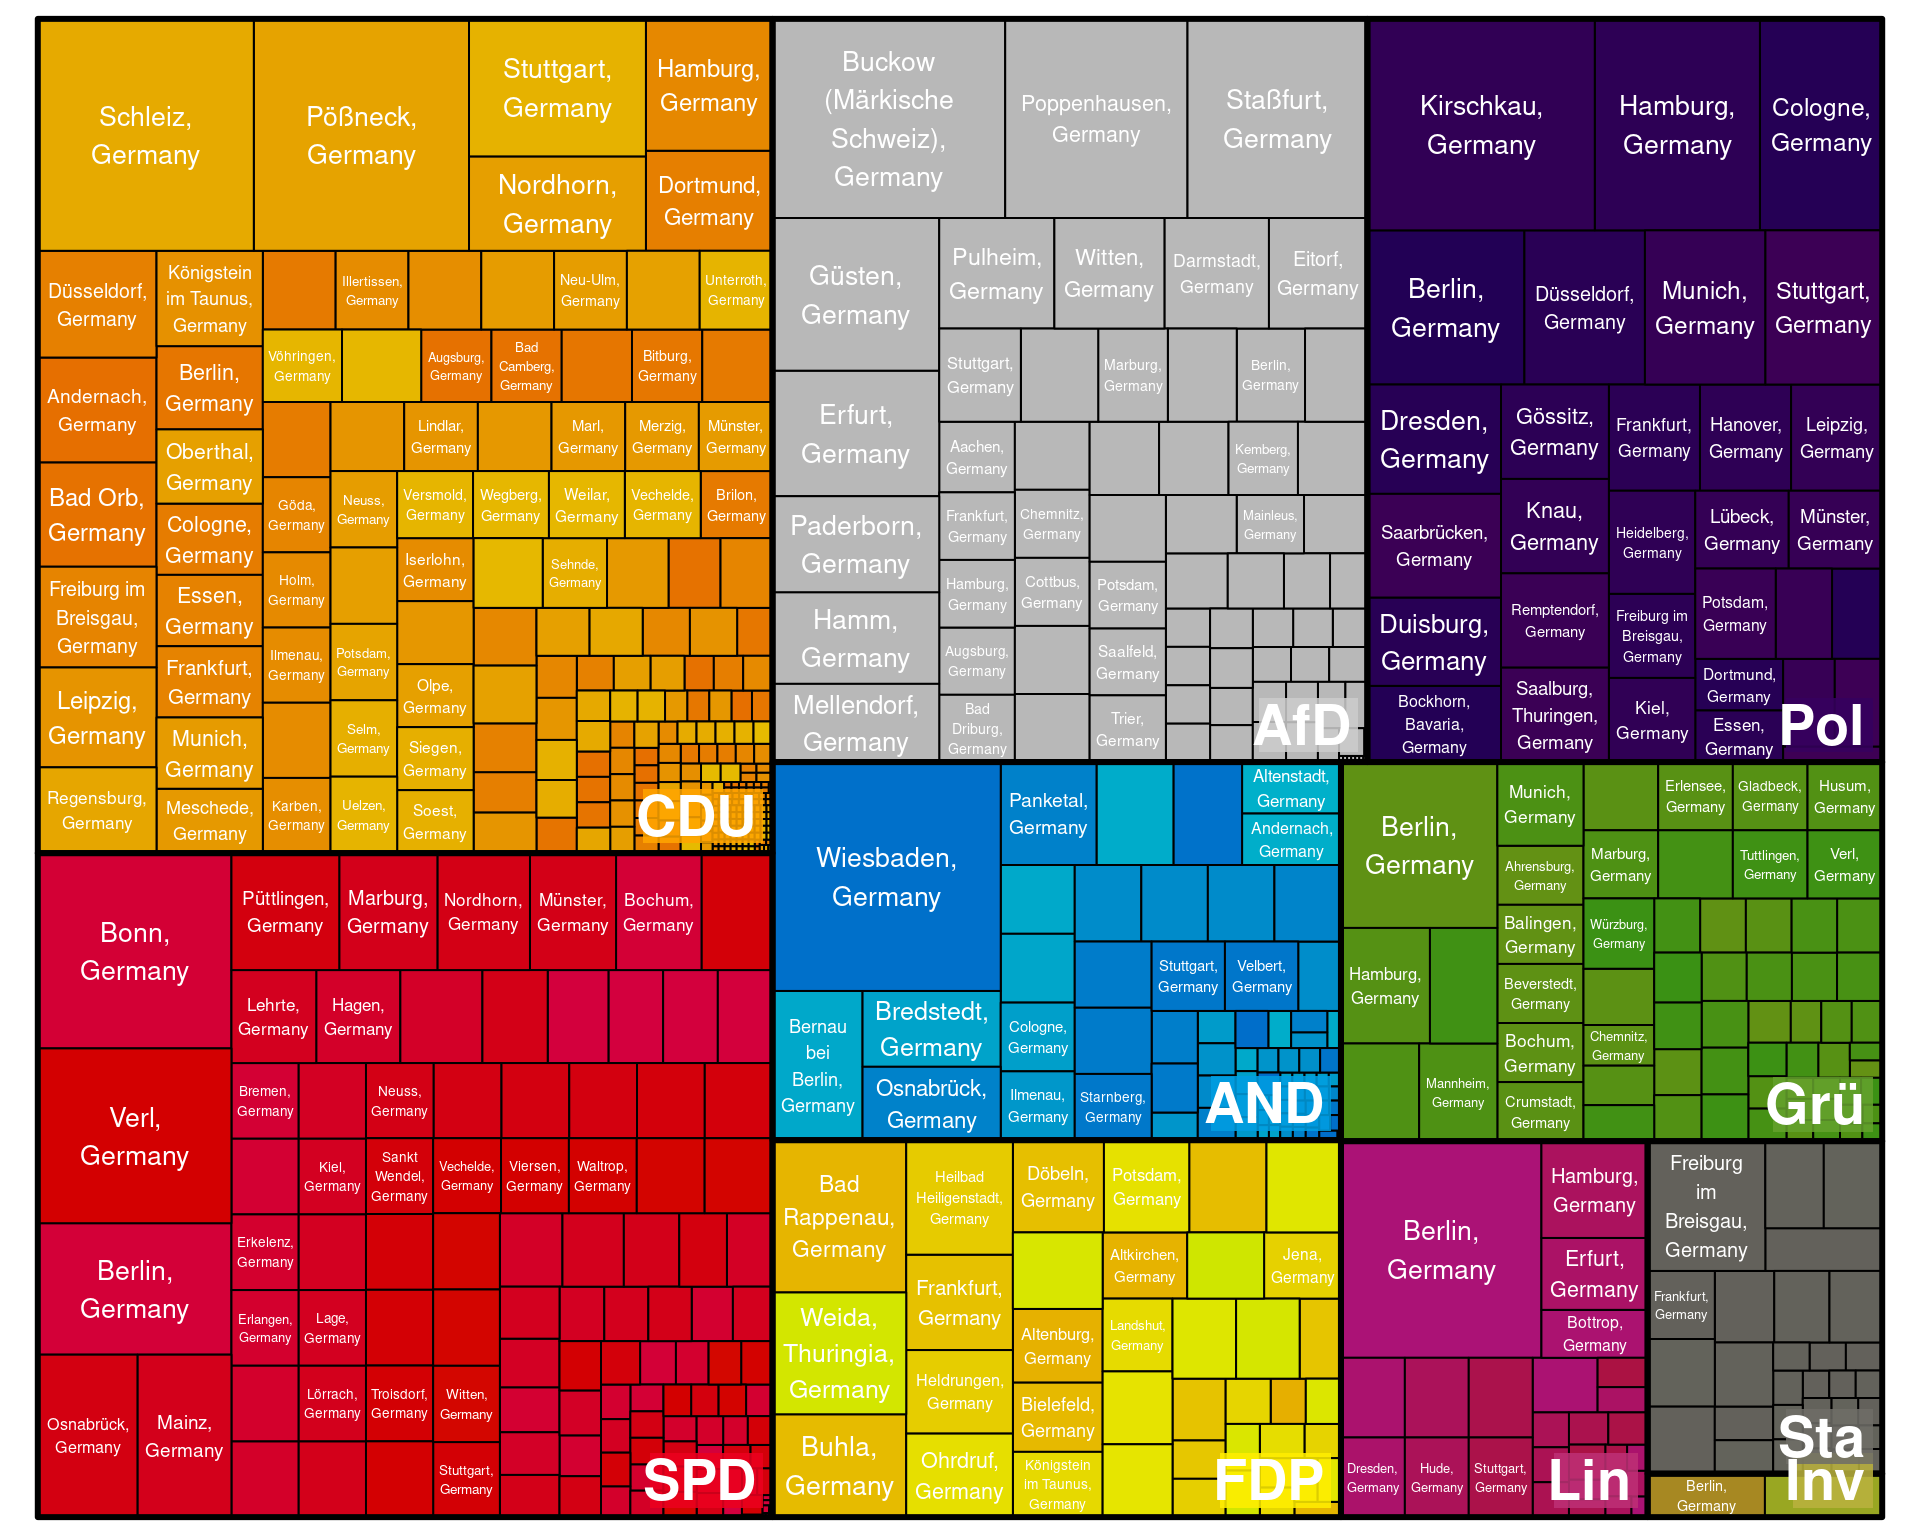 Schleiz,
Germany
Pößneck,
Germany
Stuttgart,
Germany
Hamburg,
Germany
Nordhorn,
Germany
Dortmund,
Germany
Düsseldorf,
Germany
Königstein
im Taunus,
Germany
Illertissen,
Germany
Neu-Ulm,
Germany
Unterroth,
Germany
Vöhringen,
Germany
Augsburg,
Germany
Bad
Camberg,
Germany
Bitburg,
Germany
Andernach,
Germany
Berlin,
Germany
Lindlar,
Germany
Marl,
Germany
Merzig,
Germany
Münster,
Germany
Oberthal,
Germany
Bad Orb,
Germany
Göda,
Germany
Neuss,
Germany
Versmold,
Germany
Wegberg,
Germany
Weilar,
Germany
Vechelde,
Germany
Brilon,
Germany
Cologne,
Germany
Iserlohn,
Germany
Sehnde,
Germany
Freiburg im
Breisgau,
Germany
Essen,
Germany
Holm,
Germany
Frankfurt,
Germany
Ilmenau,
Germany
Potsdam,
Germany
Olpe,
Germany
Leipzig,
Germany
Munich,
Germany
Selm,
Germany
Siegen,
Germany
Regensburg,
Germany
Meschede,
Germany
Karben,
Germany
Uelzen,
Germany
Soest,
Germany
CDU
Buckow
(Märkische
Schweiz),
Germany
Poppenhausen,
Germany
Staßfurt,
Germany
Güsten,
Germany
Pulheim,
Germany
Witten,
Germany
Darmstadt,
Germany
Eitorf,
Germany
Stuttgart,
Germany
Marburg,
Germany
Berlin,
Germany
Erfurt,
Germany
Aachen,
Germany
Kemberg,
Germany
Paderborn,
Germany
Frankfurt,
Germany
Chemnitz,
Germany
Mainleus,
Germany
Hamburg,
Germany
Cottbus,
Germany
Potsdam,
Germany
Hamm,
Germany
Augsburg,
Germany
Saalfeld,
Germany
Mellendorf,
Germany
Bad
Driburg,
Germany
Trier,
Germany
AfD
Kirschkau,
Germany
Hamburg,
Germany
Cologne,
Germany
Berlin,
Germany
Düsseldorf,
Germany
Munich,
Germany
Stuttgart,
Germany
Dresden,
Germany
Gössitz,
Germany
Frankfurt,
Germany
Hanover,
Germany
Leipzig,
Germany
Saarbrücken,
Germany
Knau,
Germany
Heidelberg,
Germany
Lübeck,
Germany
Münster,
Germany
Remptendorf,
Germany
Freiburg im
Breisgau,
Germany
Potsdam,
Germany
Duisburg,
Germany
Bockhorn,
Bavaria,
Germany
Saalburg,
Thuringen,
Germany
Kiel,
Germany
Dortmund,
Germany
Essen,
Germany
Pol
Bonn,
Germany
Püttlingen,
Germany
Marburg,
Germany
Nordhorn,
Germany
Münster,
Germany
Bochum,
Germany
Lehrte,
Germany
Hagen,
Germany
Verl,
Germany
Bremen,
Germany
Neuss,
Germany
Kiel,
Germany
Sankt
Wendel,
Germany
Vechelde,
Germany
Viersen,
Germany
Waltrop,
Germany
Berlin,
Germany
Erkelenz,
Germany
Erlangen,
Germany
Lage,
Germany
Osnabrück,
Germany
Mainz,
Germany
Lörrach,
Germany
Troisdorf,
Germany
Witten,
Germany
Stuttgart,
Germany
SPD
Wiesbaden,
Germany
Panketal,
Germany
Altenstadt,
Germany
Andernach,
Germany
Stuttgart,
Germany
Velbert,
Germany
Bernau
bei
Berlin,
Germany
Bredstedt,
Germany
Osnabrück,
Germany
Cologne,
Germany
Ilmenau,
Germany
Starnberg,
Germany
AND
Berlin,
Germany
Munich,
Germany
Erlensee,
Germany
Gladbeck,
Germany
Husum,
Germany
Ahrensburg,
Germany
Marburg,
Germany
Tuttlingen,
Germany
Verl,
Germany
Balingen,
Germany
Würzburg,
Germany
Hamburg,
Germany
Beverstedt,
Germany
Bochum,
Germany
Chemnitz,
Germany
Mannheim,
Germany
Crumstadt,
Germany
Grü
Bad
Rappenau,
Germany
Heilbad
Heiligenstadt,
Germany
Döbeln,
Germany
Potsdam,
Germany
Altkirchen,
Germany
Jena,
Germany
Frankfurt,
Germany
Weida,
Thuringia,
Germany
Altenburg,
Germany
Landshut,
Germany
Heldrungen,
Germany
Bielefeld,
Germany
Buhla,
Germany
Ohrdruf,
Germany
Königstein
im Taunus,
Germany
FDP
Berlin,
Germany
Hamburg,
Germany
Erfurt,
Germany
Bottrop,
Germany
Dresden,
Germany
Hude,
Germany
Stuttgart,
Germany
Lin
Freiburg
im
Breisgau,
Germany
Frankfurt,
Germany
Sta
Berlin,
Germany
Inv